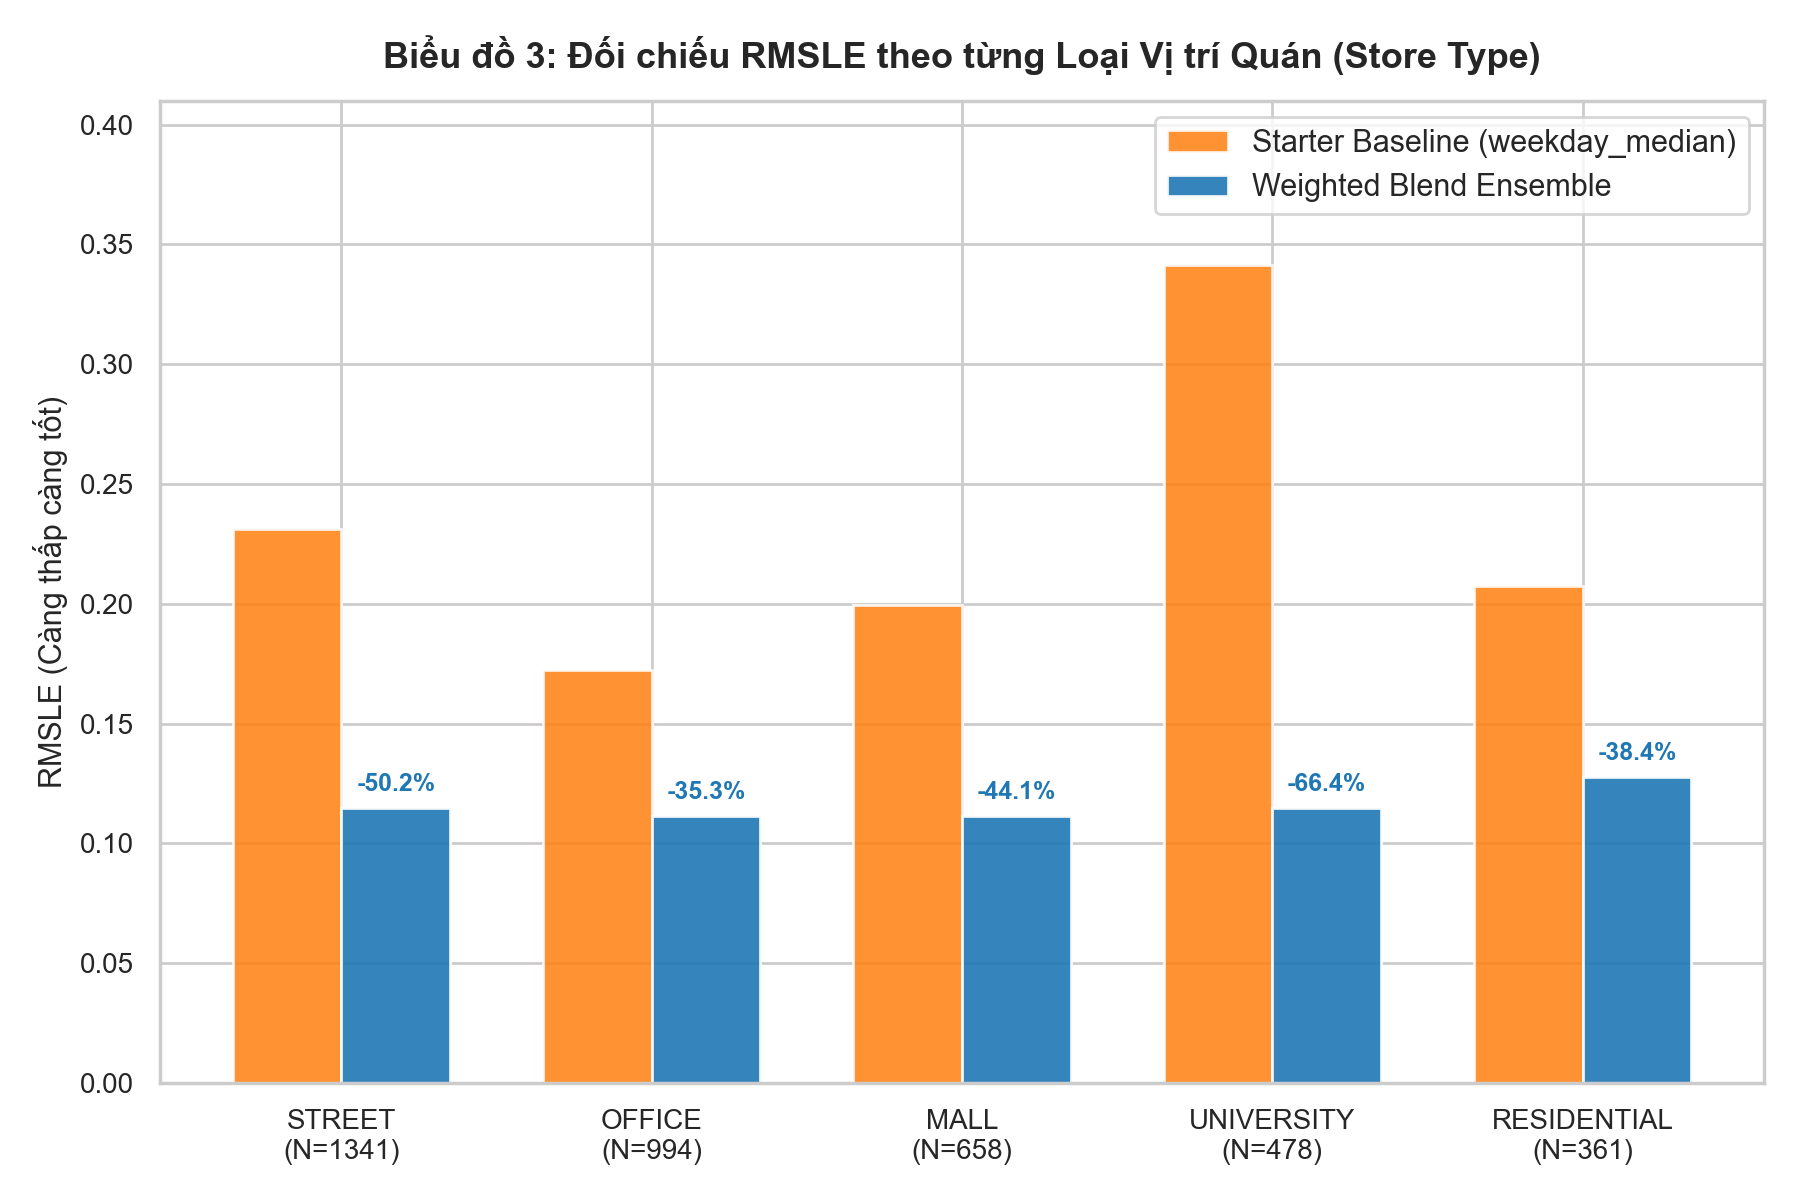 Biểu đồ 3: Đối chiếu RMSLE theo từng Loại Vị trí Quán (Store Type)
Starter Baseline (weekday_median)
Weighted Blend Ensemble
RMSLE (Càng thấp càng tốt)
0.40
0.35
0.30
0.25
0.20
0.15
0.10
0.05
0.00
-50.2%
-35.3%
-44.1%
-66.4%
-38.4%
STREET
(N=1341)
OFFICE
(N=994)
MALL
(N=658)
UNIVERSITY
(N=478)
RESIDENTIAL
(N=361)